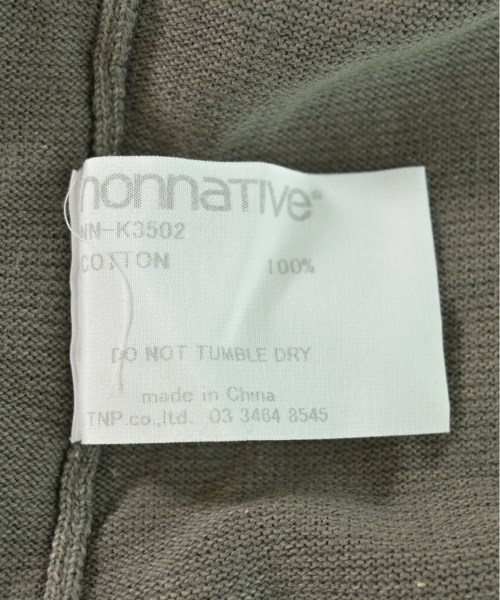 nonnative®
NN-K3502
COTTON 100%
DO NOT TUMBLE DRY
made in China
TNP.co.,ltd. 03 3464 8545